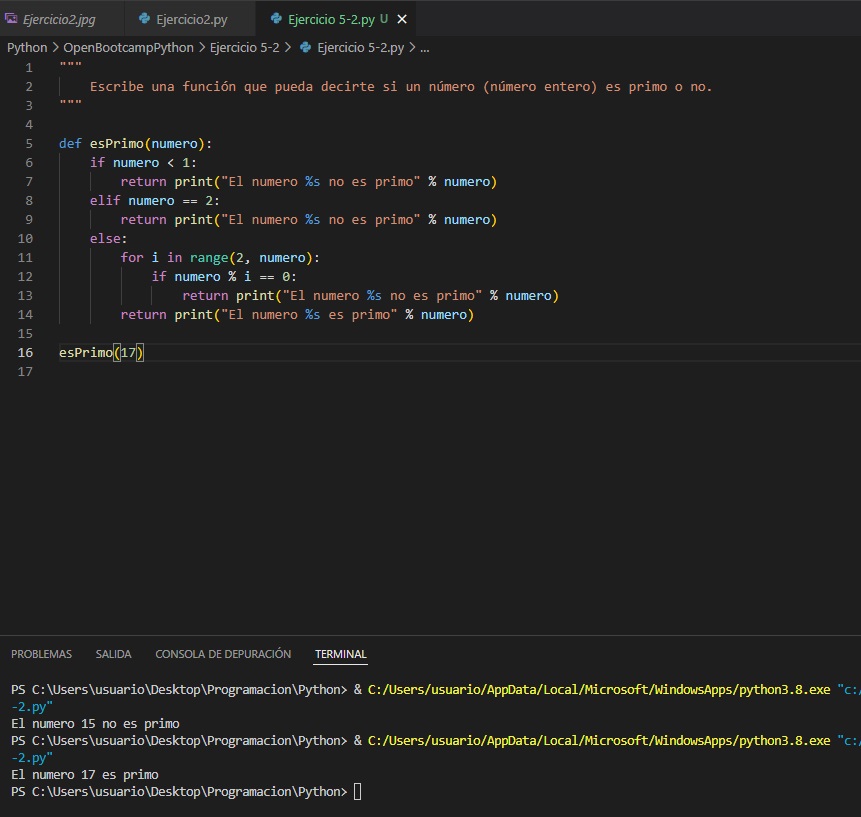 Ejercicio2.jpg Ejercicio2.py Ejercicio 5-2.py U
Python > OpenBootcampPython > Ejercicio 5-2 > Ejercicio 5-2.py > ...
1 """
2 Escribe una función que pueda decirte si un número (número entero) es primo o no.
3 """
4
5 def esPrimo(numero):
6 if numero < 1:
7 return print("El numero %s no es primo" % numero)
8 elif numero == 2:
9 return print("El numero %s no es primo" % numero)
10 else:
11 for i in range(2, numero):
12 if numero % i == 0:
13 return print("El numero %s no es primo" % numero)
14 return print("El numero %s es primo" % numero)
15
16 esPrimo(17)
17
PROBLEMAS SALIDA CONSOLA DE DEPURACIÓN TERMINAL
PS C:\Users\usuario\Desktop\Programacion\Python> & C:/Users/usuario/AppData/Local/Microsoft/WindowsApps/python3.8.exe "c:/
-2.py"
El numero 15 no es primo
PS C:\Users\usuario\Desktop\Programacion\Python> & C:/Users/usuario/AppData/Local/Microsoft/WindowsApps/python3.8.exe "c:/
-2.py"
El numero 17 es primo
PS C:\Users\usuario\Desktop\Programacion\Python>